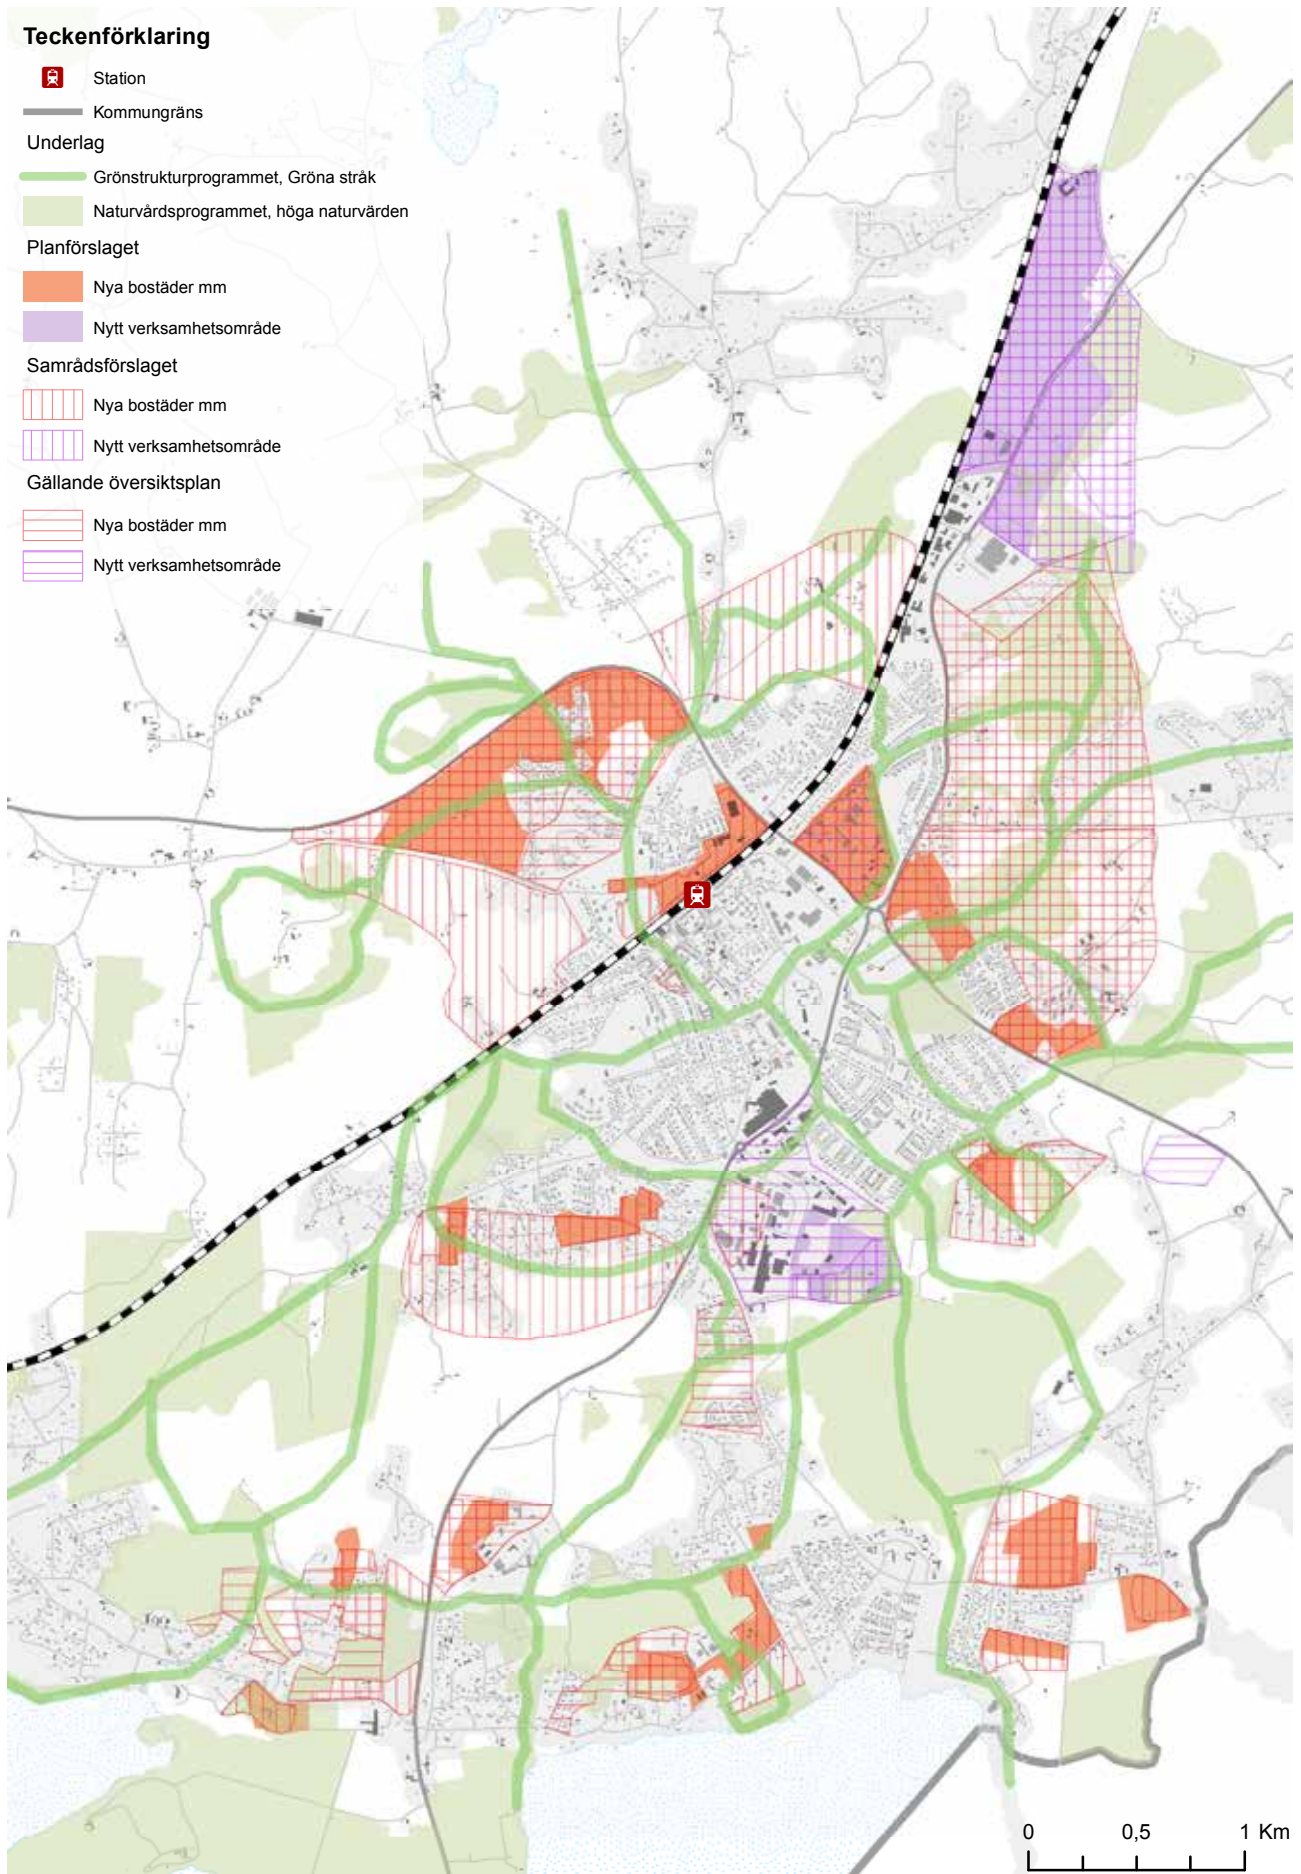 Teckenförklaring
Station
Kommungräns
Underlag
Grönstrukturprogrammet, Gröna stråk
Naturvårdsprogrammet, höga naturvärden
Planförslaget
Nya bostäder mm
Nytt verksamhetsområde
Samrådsförslaget
Nya bostäder mm
Nytt verksamhetsområde
Gällande översiktsplan
Nya bostäder mm
Nytt verksamhetsområde
0 0,5 1 Km